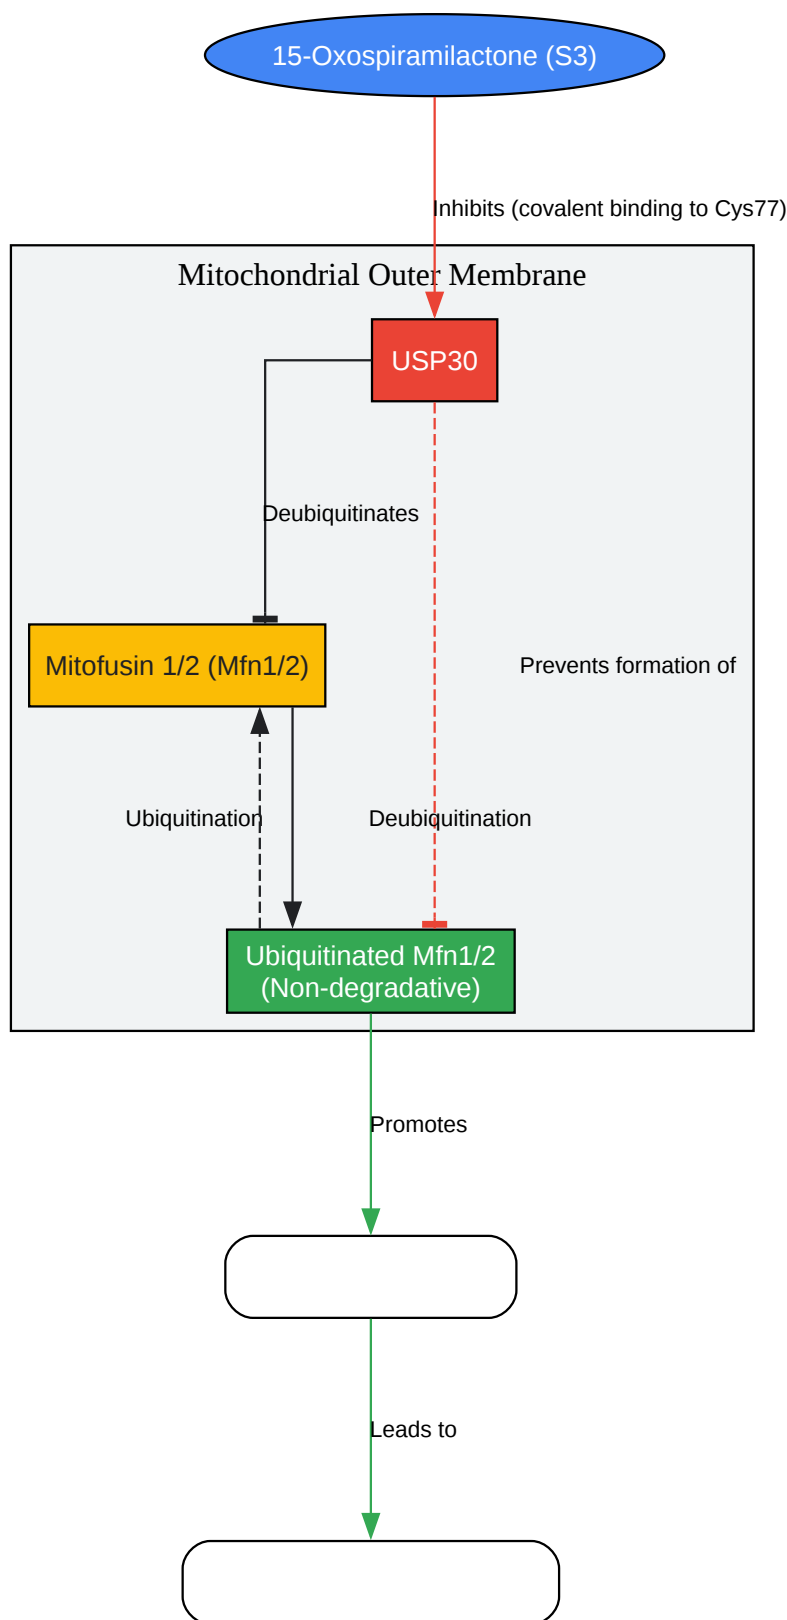 15-Oxospiramilactone (S3)
Inhibits (covalent binding to Cys77)
Mitochondrial Outer Membrane
USP30
Deubiquitinates
Mitofusin 1/2 (Mfn1/2)
Prevents formation of
Ubiquitination
Deubiquitination
Ubiquitinated Mfn1/2
(Non-degradative)
Promotes
Leads to